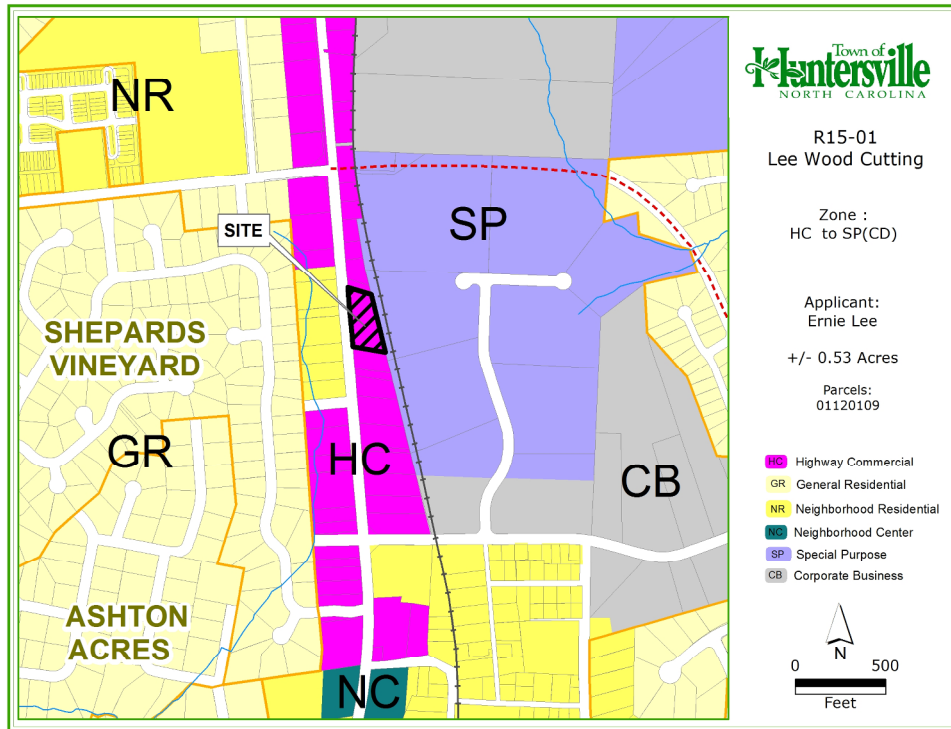 NR
SITE
SP
SHEPARDS
VINEYARD
GR
HC
CB
ASHTON
ACRES
NC
Town of
Huntersville
NORTH CAROLINA
R15-01
Lee Wood Cutting
Zone :
HC to SP(CD)
Applicant:
Ernie Lee
+/- 0.53 Acres
Parcels:
01120109
HC Highway Commercial
GR General Residential
NR Neighborhood Residential
NC Neighborhood Center
SP Special Purpose
CB Corporate Business
N
0 500
Feet